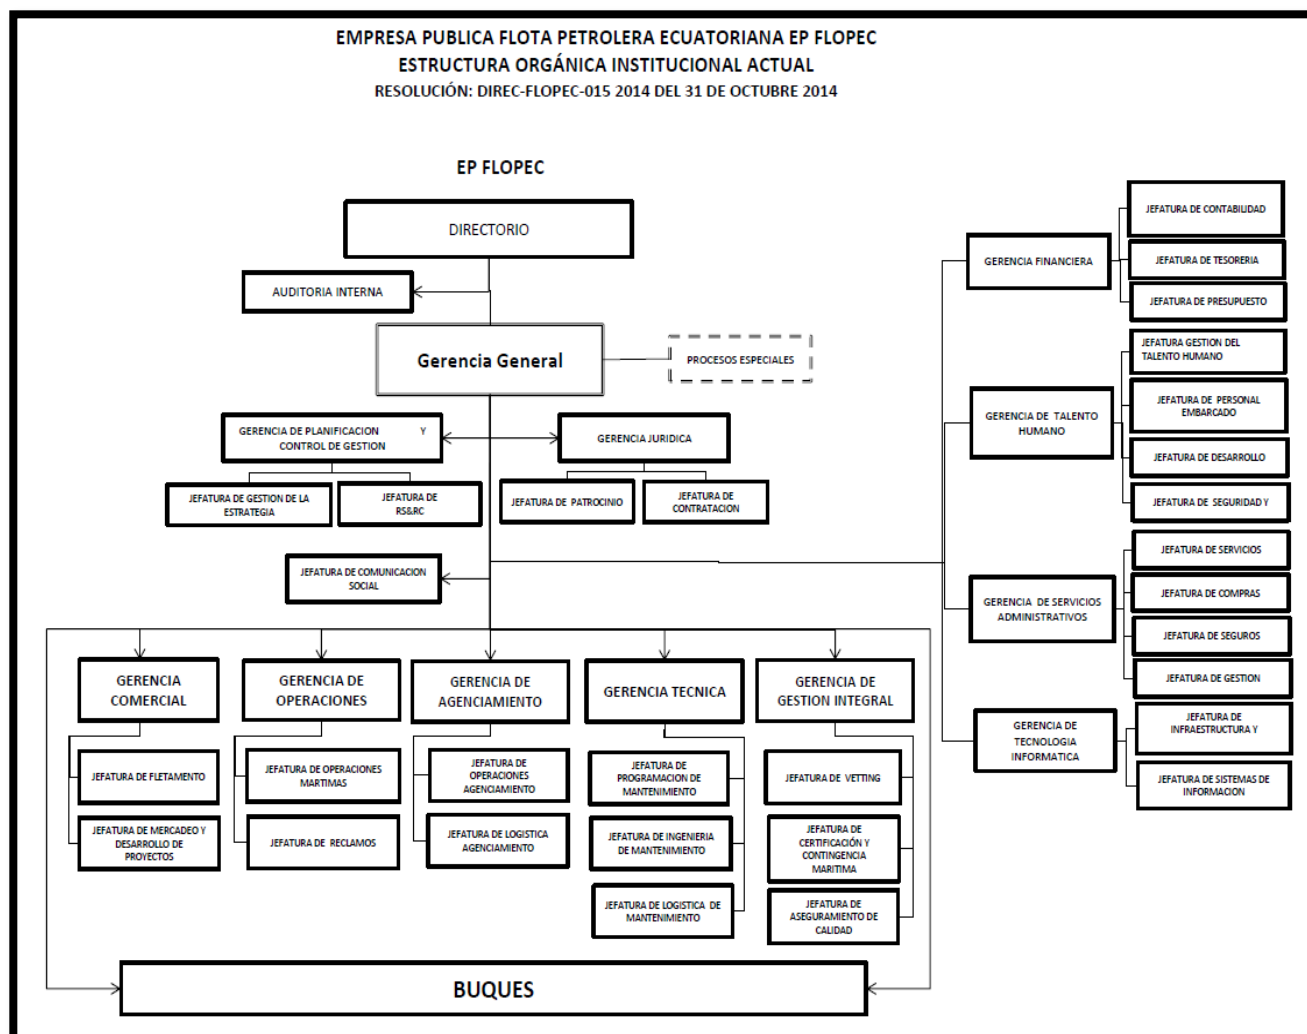 EMPRESA PUBLICA FLOTA PETROLERA ECUATORIANA EP FLOPEC
ESTRUCTURA ORGÁNICA INSTITUCIONAL ACTUAL
RESOLUCIÓN: DIREC-FLOPEC-015 2014 DEL 31 DE OCTUBRE 2014
EP FLOPEC
DIRECTORIO
AUDITORIA INTERNA
Gerencia General
PROCESOS ESPECIALES
GERENCIA DE PLANIFICACION Y
CONTROL DE GESTION
GERENCIA JURIDICA
JEFATURA DE GESTION DE LA
ESTRATEGIA
JEFATURA DE
RS&RC
JEFATURA DE PATROCINIO
JEFATURA DE
CONTRATACION
JEFATURA DE COMUNICACION
SOCIAL
GERENCIA
COMERCIAL
JEFATURA DE FLETAMENTO
JEFATURA DE MERCADEO Y
DESARROLLO DE
PROYECTOS
GERENCIA DE
OPERACIONES
JEFATURA DE OPERACIONES
MARTIMAS
JEFATURA DE RECLAMOS
GERENCIA DE
AGENCIAMIENTO
JEFATURA DE
OPERACIONES
AGENCIAMIENTO
JEFATURA DE LOGISTICA
AGENCIAMIENTO
GERENCIA TECNICA
JEFATURA DE
PROGRAMACION DE
MANTENIMIENTO
JEFATURA DE INGENIERIA
DE MANTENIMIENTO
JEFATURA DE LOGISTICA DE
MANTENIMIENTO
GERENCIA DE
GESTION INTEGRAL
JEFATURA DE VETTING
JEFATURA DE
CERTIFICACIÓN Y
CONTINGENCIA
MARITIMA
JEFATURA DE
ASEGURAMIENTO DE
CALIDAD
BUQUES
GERENCIA FINANCIERA
JEFATURA DE CONTABILIDAD
JEFATURA DE TESORERIA
JEFATURA DE PRESUPUESTO
GERENCIA DE TALENTO
HUMANO
JEFATURA GESTION DEL
TALENTO HUMANO
JEFATURA DE PERSONAL
EMBARCADO
JEFATURA DE DESARROLLO
JEFATURA DE SEGURIDAD Y
GERENCIA DE SERVICIOS
ADMINISTRATIVOS
JEFATURA DE SERVICIOS
JEFATURA DE COMPRAS
JEFATURA DE SEGUROS
JEFATURA DE GESTION
GERENCIA DE
TECNOLOGIA
INFORMATICA
JEFATURA DE
INFRAESTRUCTURA Y
JEFATURA DE SISTEMAS DE
INFORMACION